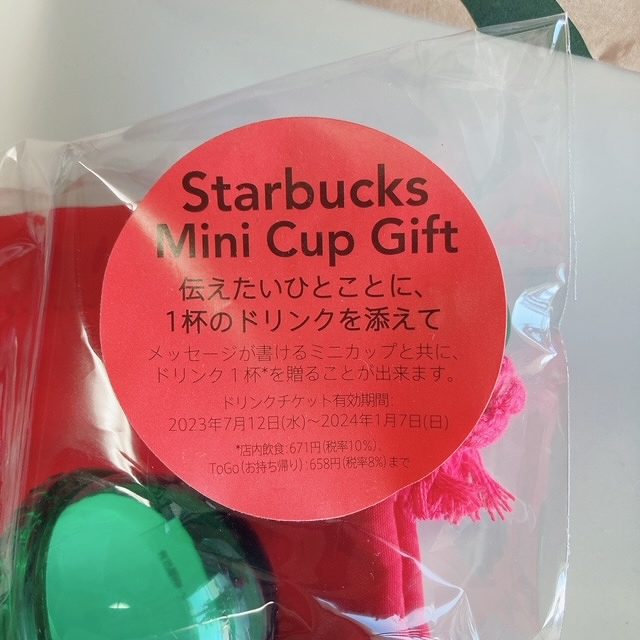 Starbucks
Mini Cup Gift
伝えたいひとことに、
1杯のドリンクを添えて
メッセージが書けるミニカップと共に、
ドリンク1杯*を贈ることが出来ます。
ドリンクチケット有効期間:
2023年7月12日(水)～2024年1月7日(日)
*店内飲食:671円(税率10%)、
ToGo(お持ち帰り):658円(税率8%)まで